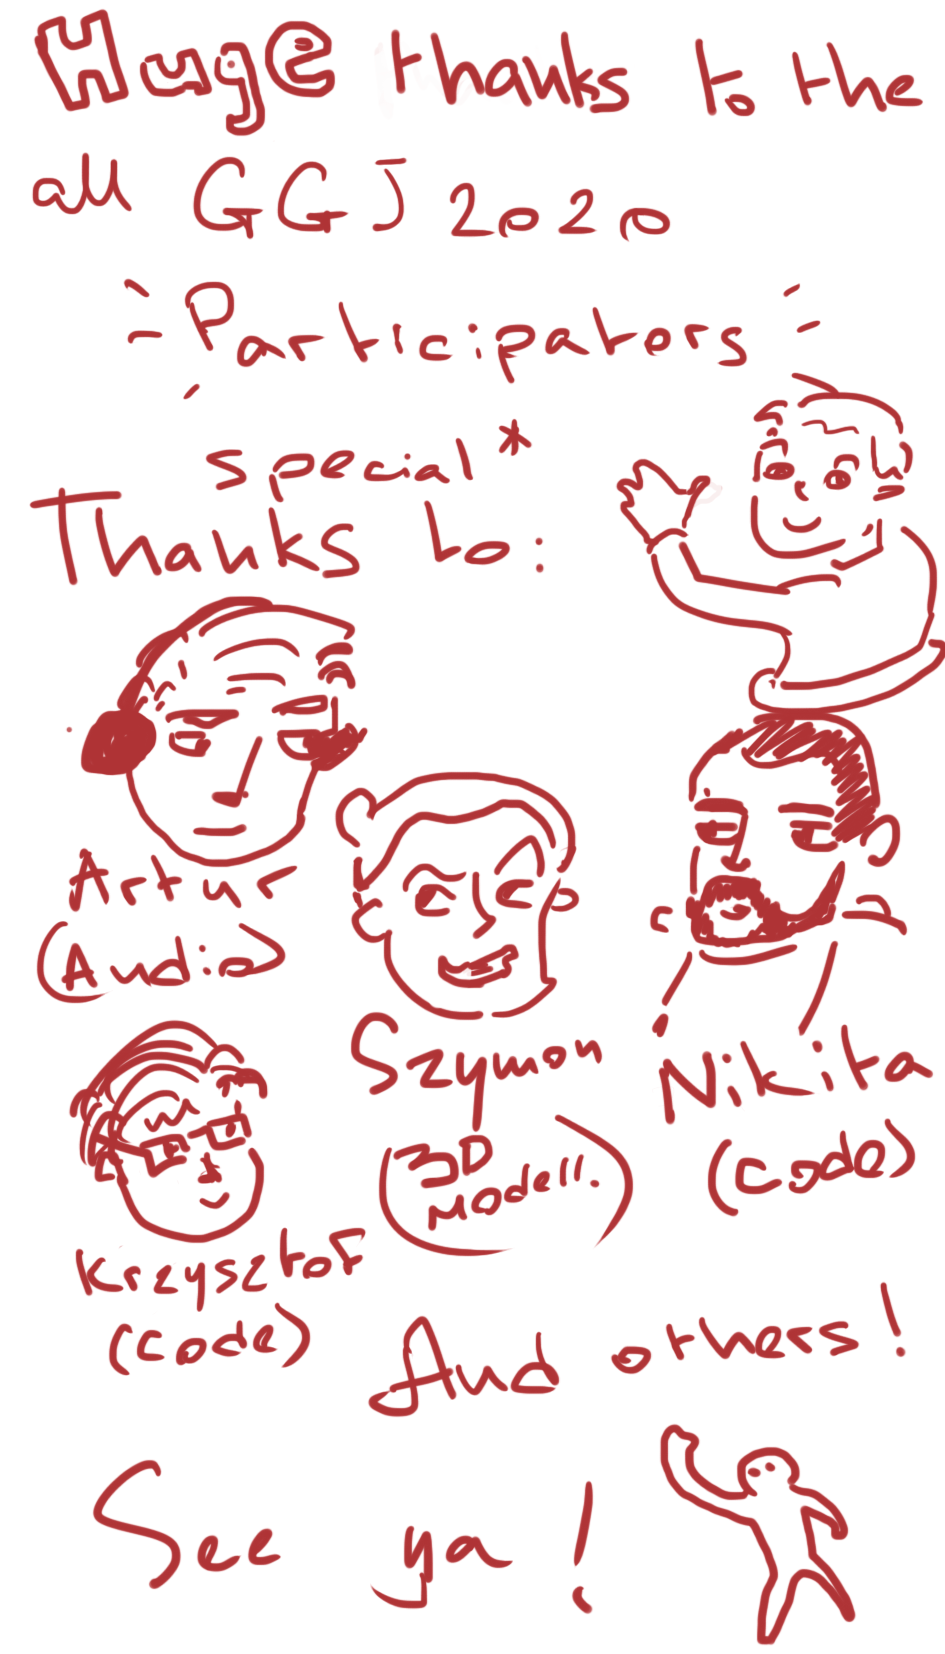 Huge thanks to the
all GGJ 2020
Participators
special*
Thanks to:
Artur
(Audio)
Szymon
(3D
Modell.)
Nikita
(Code)
Krzysztof
(Code)
And others!
See ya!